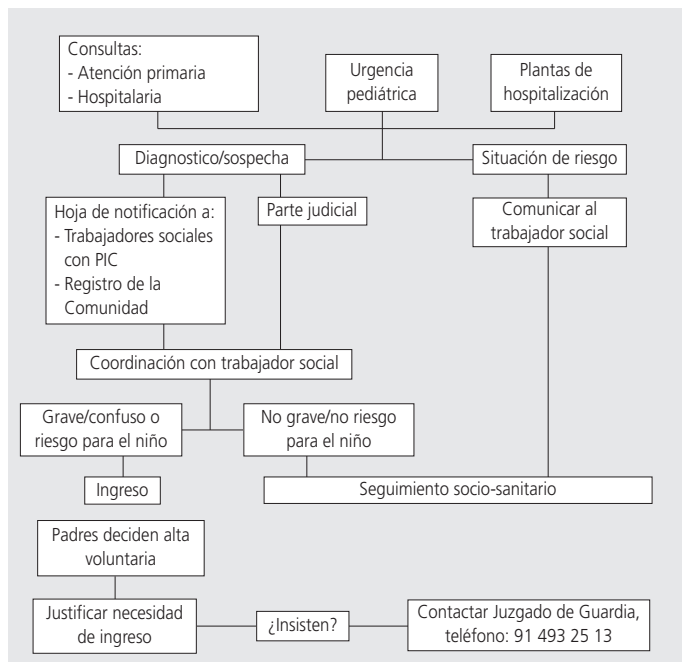 Consultas:
- Atención primaria
- Hospitalaria
Urgencia
pediátrica
Plantas de
hospitalización
Diagnostico/sospecha
Situación de riesgo
Hoja de notificación a:
- Trabajadores sociales
con PIC
- Registro de la
Comunidad
Parte judicial
Comunicar al
trabajador social
Coordinación con trabajador social
Grave/confuso o
riesgo para el niño
No grave/no riesgo
para el niño
Ingreso
Seguimiento socio-sanitario
Padres deciden alta
voluntaria
Justificar necesidad
de ingreso
¿Insisten?
Contactar Juzgado de Guardia,
teléfono: 91 493 25 13